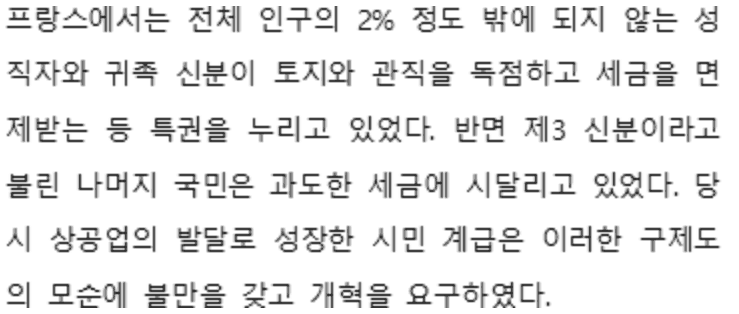 프랑스에서는 전체 인구의 2% 정도 밖에 되지 않는 성
직자와 귀족 신분이 토지와 관직을 독점하고 세금을 면
제받는 등 특권을 누리고 있었다. 반면 제3 신분이라고
불린 나머지 국민은 과도한 세금에 시달리고 있었다. 당
시 상공업의 발달로 성장한 시민 계급은 이러한 구제도
의 모순에 불만을 갖고 개혁을 요구하였다.